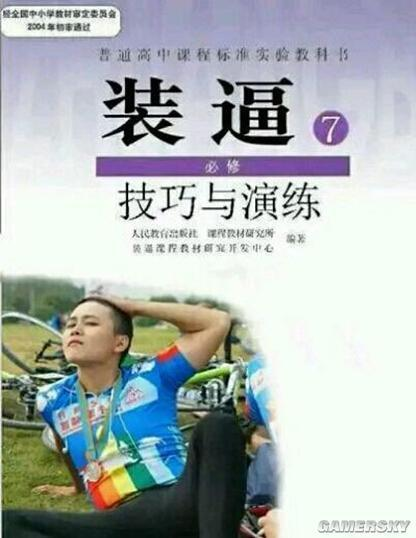 经全国中小学教材审定委员会
2004年初审通过
普通高中课程标准实验教科书
装逼 7
必修
技巧与演练
人民教育出版社 课程教材研究所
装逼课程教材研究开发中心
编著
GAMERSKY